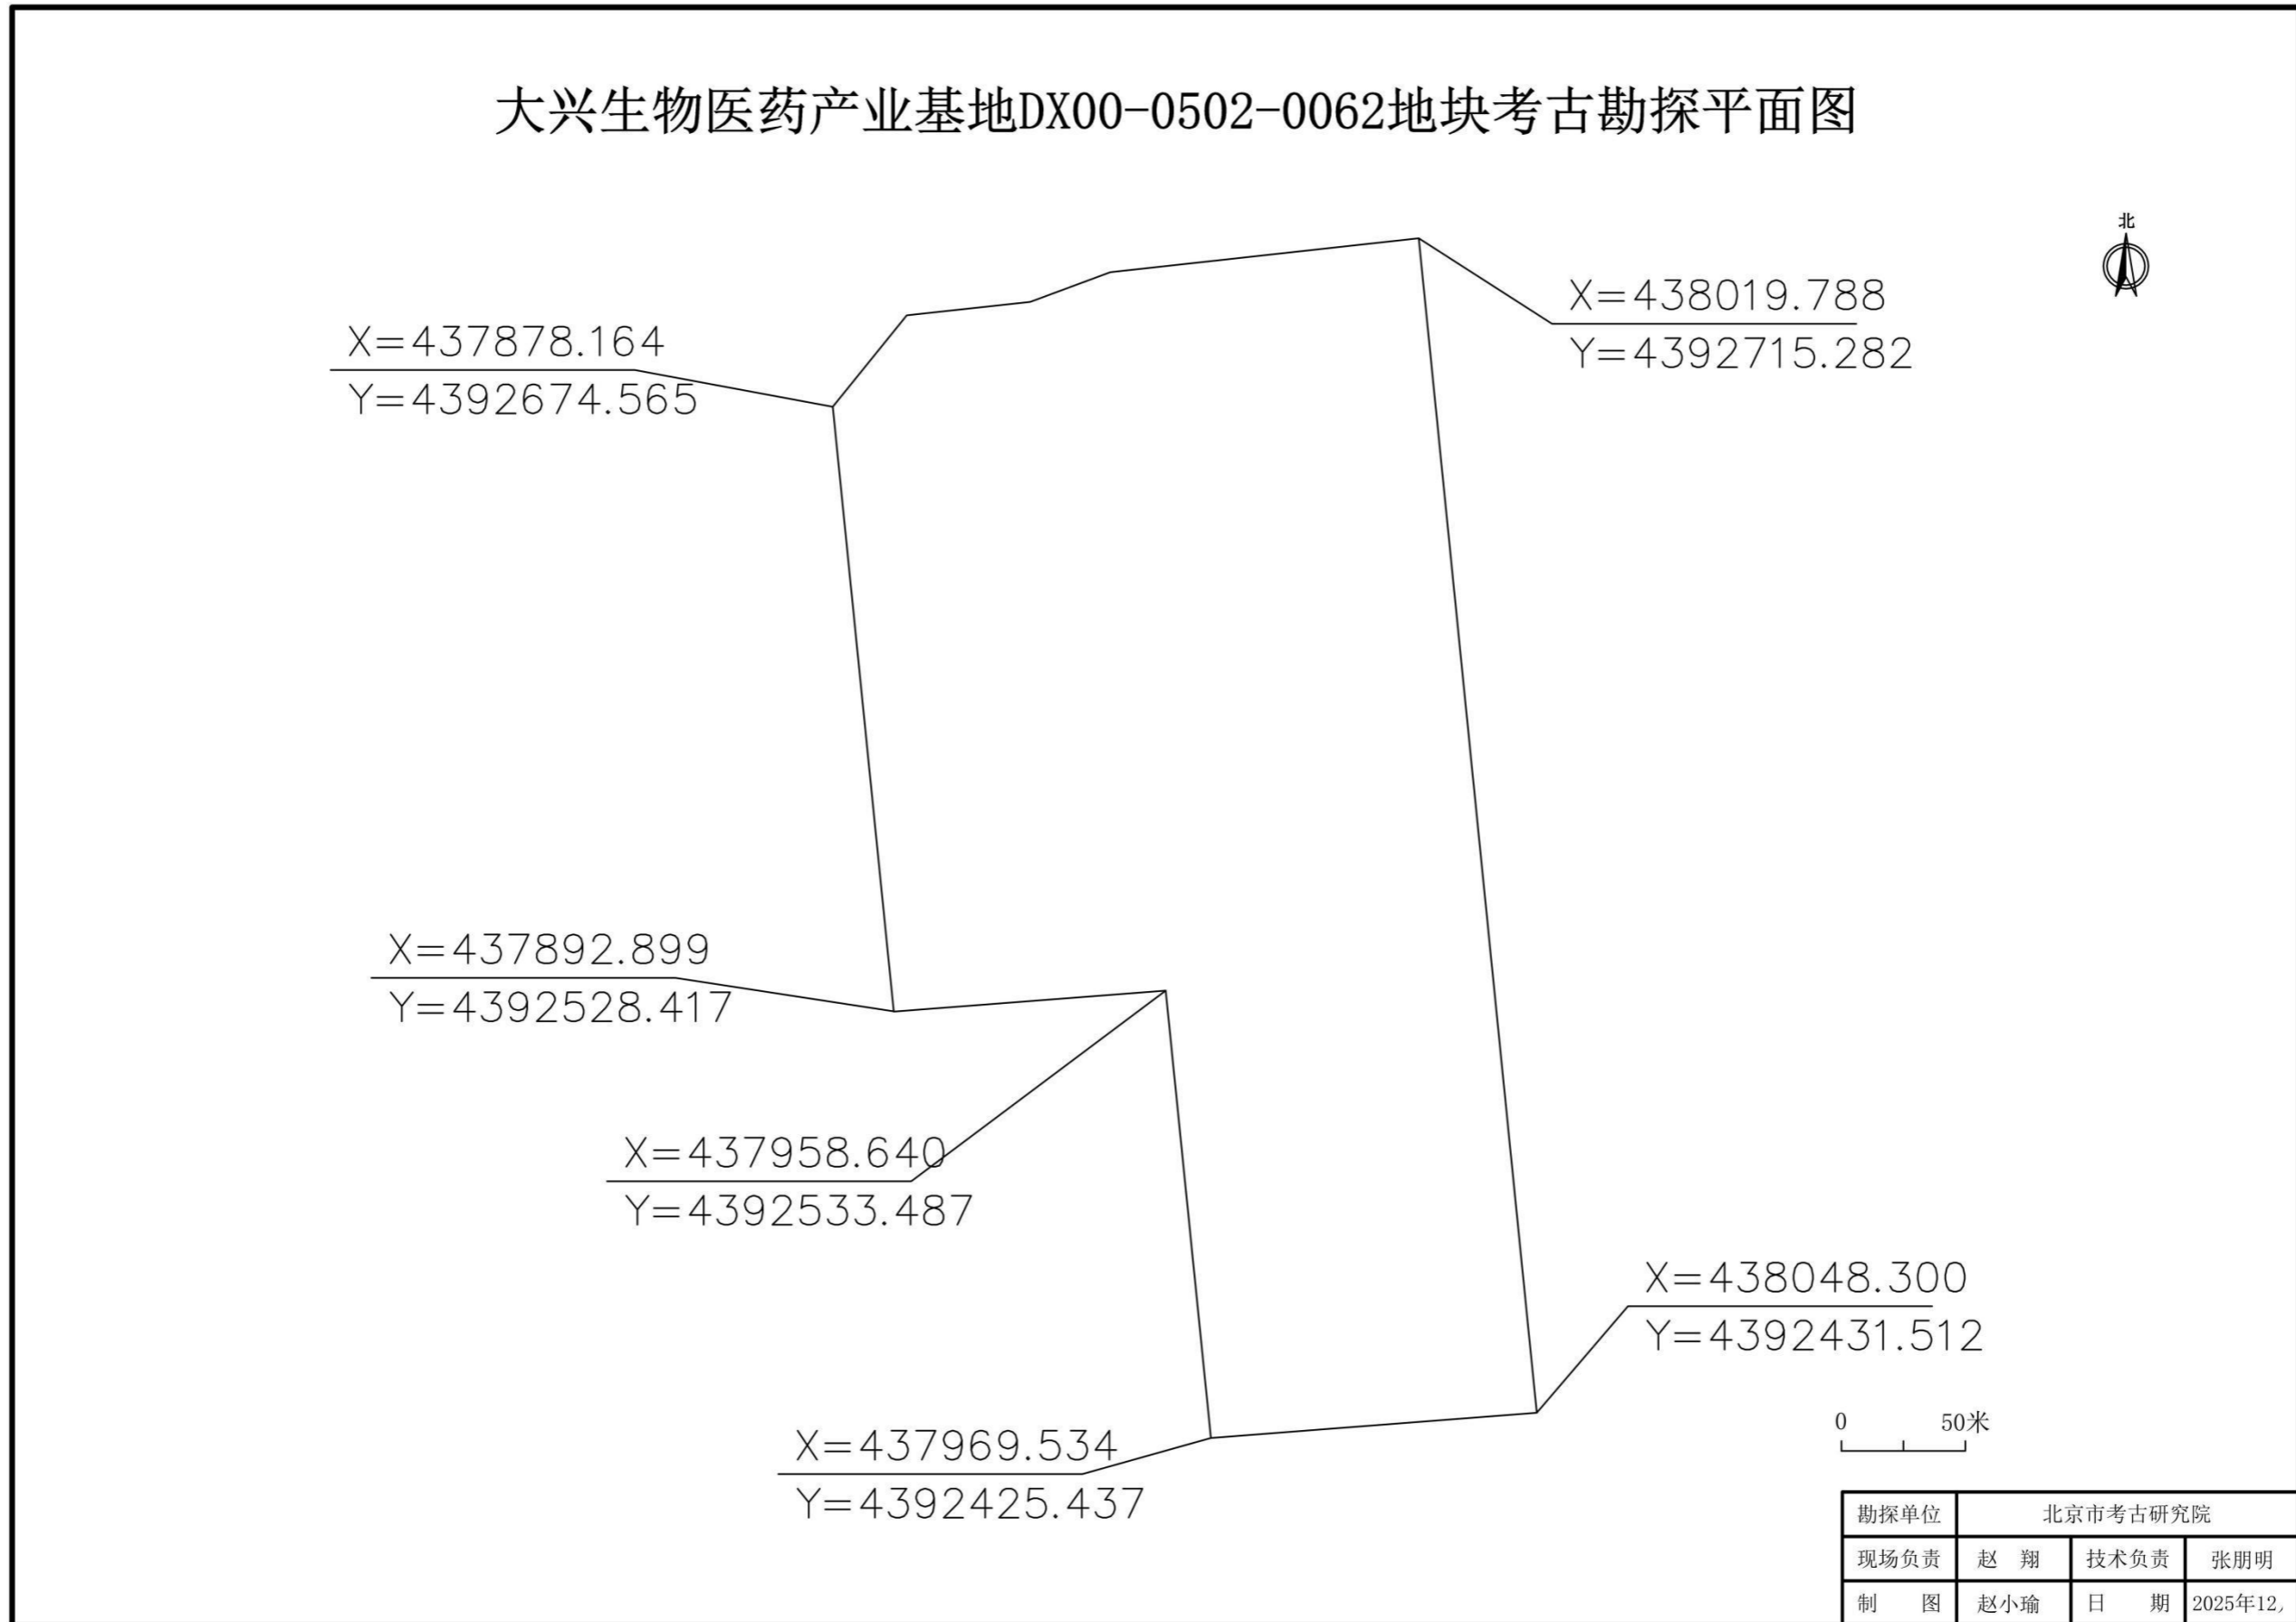 大兴生物医药产业基地DX00-0502-0062地块考古勘探平面图
北
X=438019.788
Y=4392715.282
X=437878.164
Y=4392674.565
X=437892.899
Y=4392528.417
X=437958.640
Y=4392533.487
X=438048.300
Y=4392431.512
X=437969.534
Y=4392425.437
0 50米
勘探单位 北京市考古研究院
现场负责 赵 翔 技术负责 张朋明
制 图 赵小瑜 日 期 2025年12